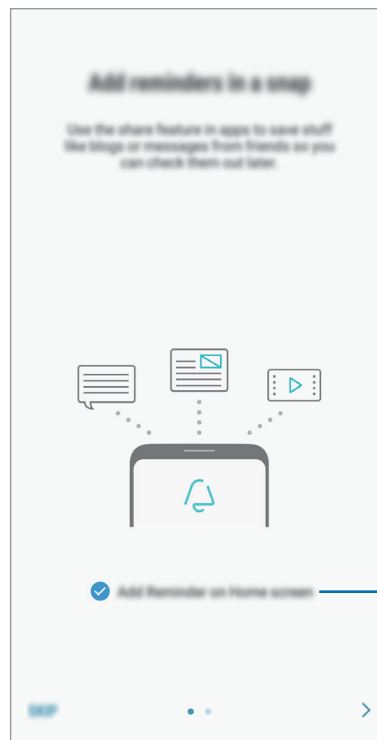 Add reminders in a snap
Use the share feature in apps to save stuff
like blogs or messages from friends so you
can check them out later.
Add Reminder on Home screen
SKIP